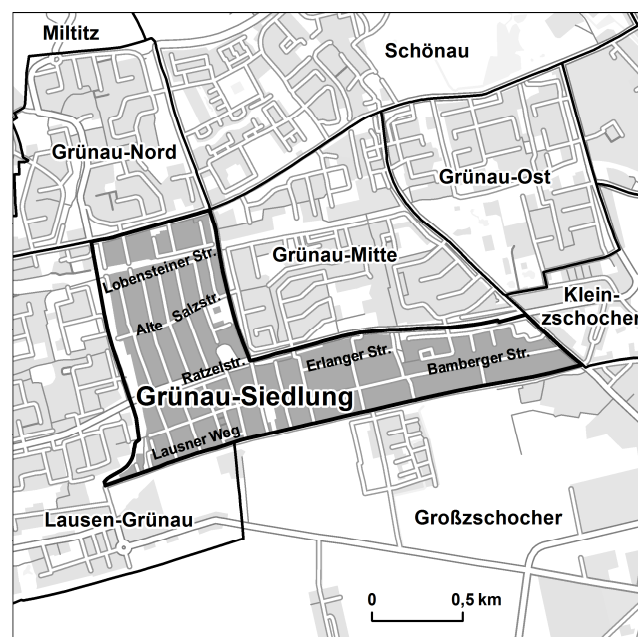 Miltitz
Schönau
Grünau-Nord
Grünau-Ost
Lobensteiner Str.
Grünau-Mitte
Klein-
zschocher
Alte Salzstr.
Ratzelstr.
Erlanger Str.
Bamberger Str.
Grünau-Siedlung
Lausner Weg
Lausen-Grünau
Großzschocher
0 0,5 km